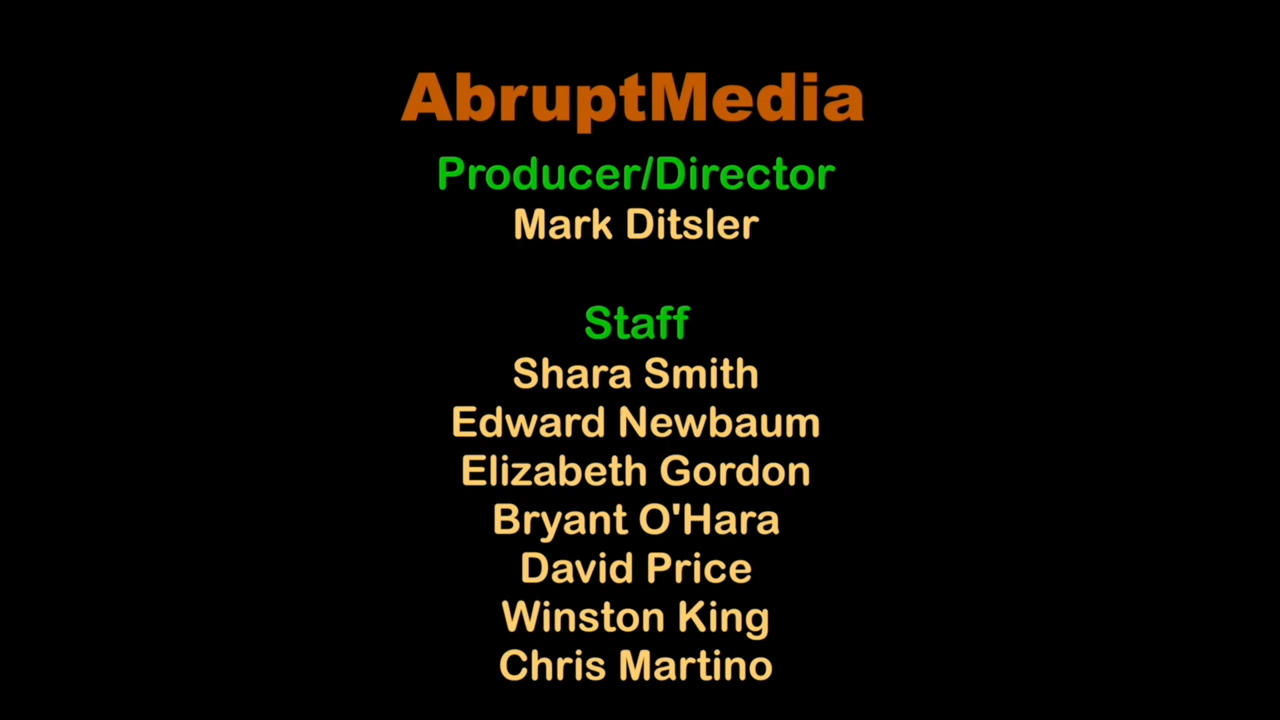 AbruptMedia
Producer/Director
Mark Ditsler
Staff
Shara Smith
Edward Newbaum
Elizabeth Gordon
Bryant O'Hara
David Price
Winston King
Chris Martino